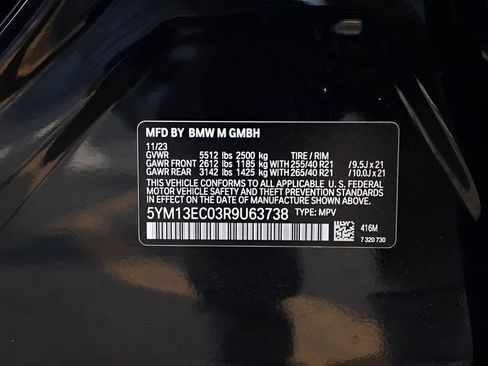 MFD BY BMW M GMBH
11/23
GVWR 5512 lbs 2500 kg TIRE / RIM
GAWR FRONT 2612 lbs 1185 kg WITH 255/40 R21 / 9.5J x 21
GAWR REAR 3142 lbs 1425 kg WITH 265/40 R21 / 10.0J x 21
THIS VEHICLE CONFORMS TO ALL APPLICABLE U.S. FEDERAL
MOTOR VEHICLE SAFETY AND THEFT PREVENTION STANDARDS
IN EFFECT ON THE DATE OF MANUFACTURE SHOWN ABOVE.
5YM13EC03R9U63738 TYPE: MPV
416M
7 320 730